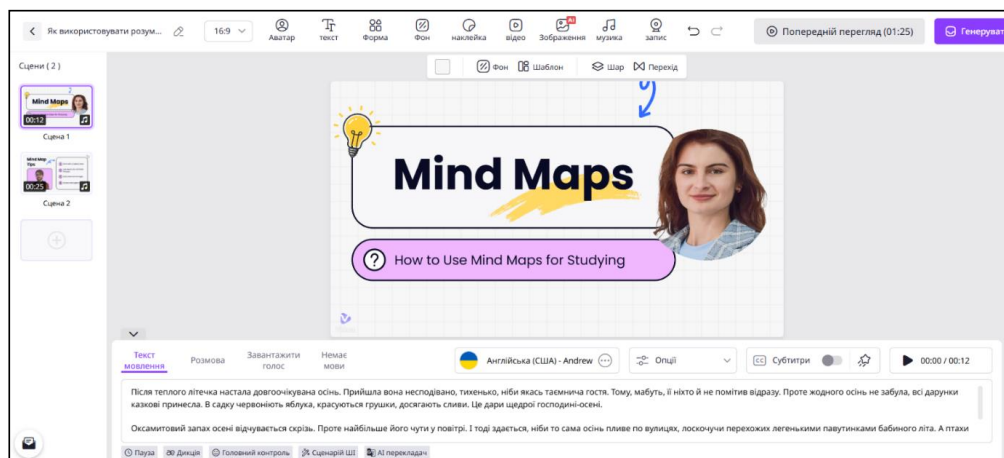 Як використовувати розум...
16:9
Аватар
текст
Форма
Фон
наклейка
відео
AI
Зображення
музика
запис
Попередній перегляд (01:25)
Генеруват
Сцени ( 2 )
Фон
Шаблон
Шар
Перехід
Mind Maps
00:12
Сцена 1
Mind Map
Tips
00:25
Сцена 2
Mind Maps
? How to Use Mind Maps for Studying
Текст мовлення
Розмова
Завантажити голос
Немає мови
Англійська (США) - Andrew
Опції
CC Субтитри
00:00 / 00:12
Після теплого літечка настала довгоочікувана осінь. Прийшла вона несподівано, тихенько, ніби якась таємнича гостя. Тому, мабуть, її ніхто й не помітив відразу. Проте жодного осінь не забула, всі дарунки
казкові принесла. В садку червоніють яблука, красуються грушки, досягають сливи. Це дари щедрої господині-осені.
Оксамитовий запах осені відчувається скрізь. Проте найбільше його чути у повітрі. І тоді здається, ніби то сама осінь пливе по вулицях, лоскочучи перехожих легенькими павутинками бабиного літа. А птахи
Пауза
Дикція
Головний контроль
Сценарій ШІ
AI перекладач